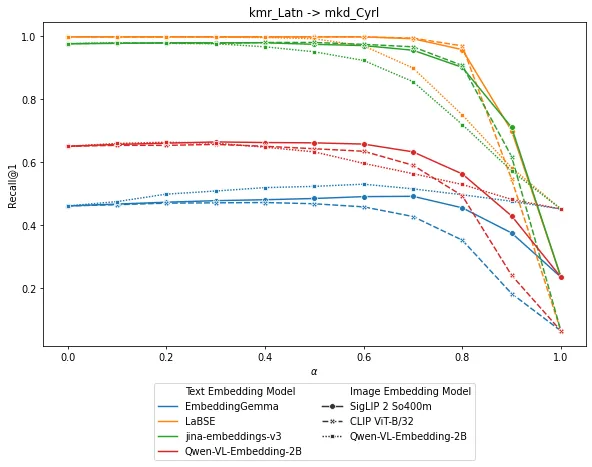 kmr_Latn -> mkd_Cyrl
Recall@1
1.0
0.8
0.6
0.4
0.2
0.0
0.2
0.4
0.6
0.8
1.0
α
Text Embedding Model
EmbeddingGemma
LaBSE
jina-embeddings-v3
Qwen-VL-Embedding-2B
Image Embedding Model
SigLIP 2 So400m
CLIP ViT-B/32
Qwen-VL-Embedding-2B